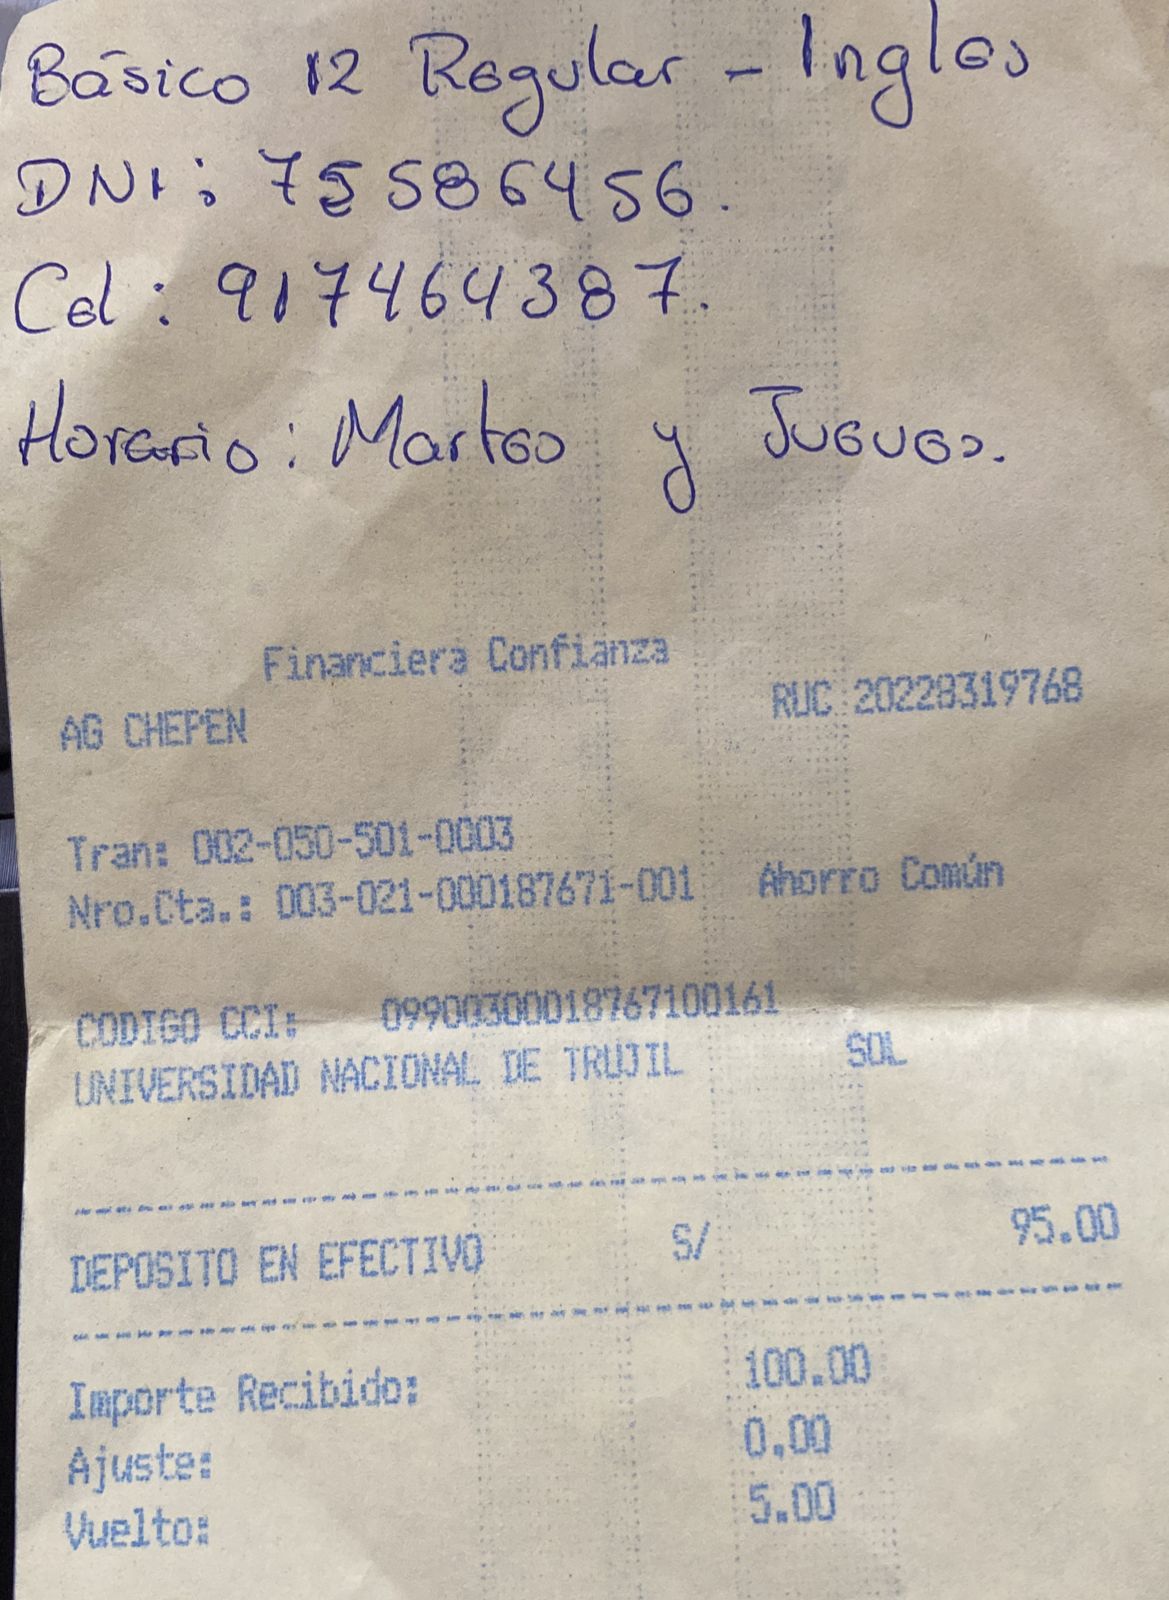 Básico 12 Regular - Ingles
DNI: 75586456.
Cel: 917464387.
Horario: Martes y Jueves.
Financiera Confianza
AG CHEPEN RUC 20228319768
Tran: 002-050-501-0003
Nro.Cta.: 003-021-000187671-001 Ahorro Común
CODIGO CCI: 09900300018767100161
UNIVERSIDAD NACIONAL DE TRUJIL SOL
DEPOSITO EN EFECTIVO S/ 95.00
Importe Recibido: 100.00
Ajuste: 0.00
Vuelto: 5.00